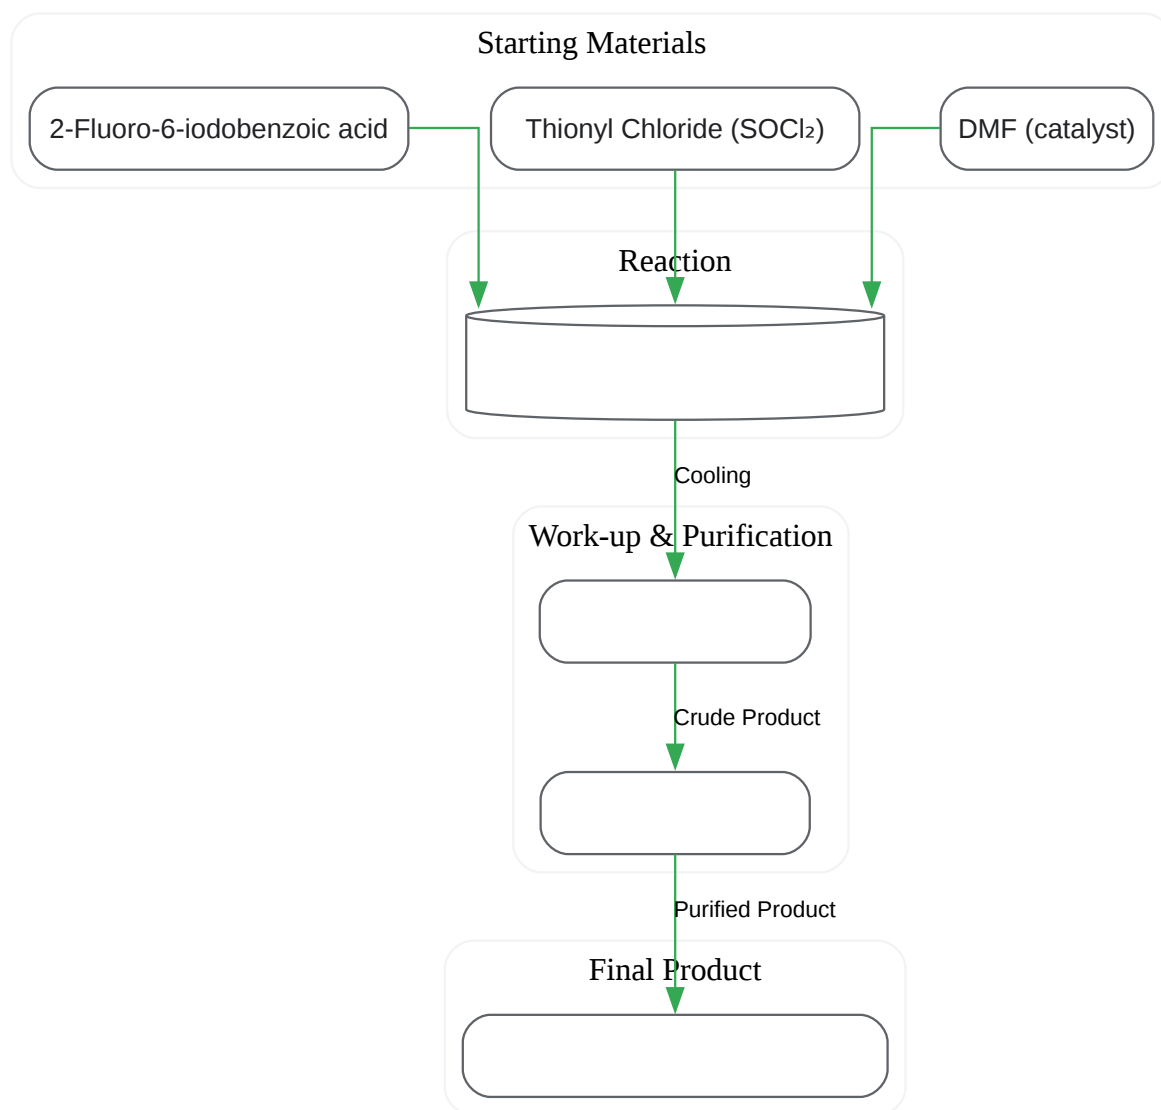 Starting Materials
2-Fluoro-6-iodobenzoic acid
Thionyl Chloride (SOCl₂)
DMF (catalyst)
Reaction
Cooling
Work-up & Purification
Crude Product
Purified Product
Final Product